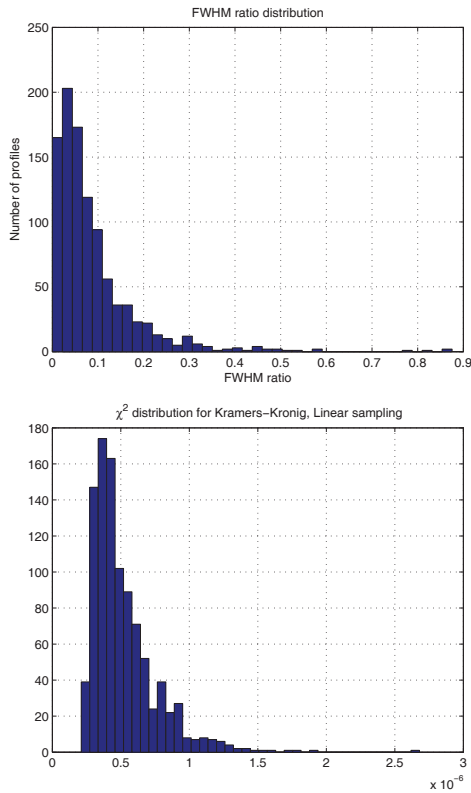 FWHM ratio distribution
250
200
150
100
50
0
Number of profiles
0 0.1 0.2 0.3 0.4 0.5 0.6 0.7 0.8 0.9
FWHM ratio
χ² distribution for Kramers−Kronig, Linear sampling
180
160
140
120
100
80
60
40
20
0
0 0.5 1 1.5 2 2.5 3
x 10⁻⁶